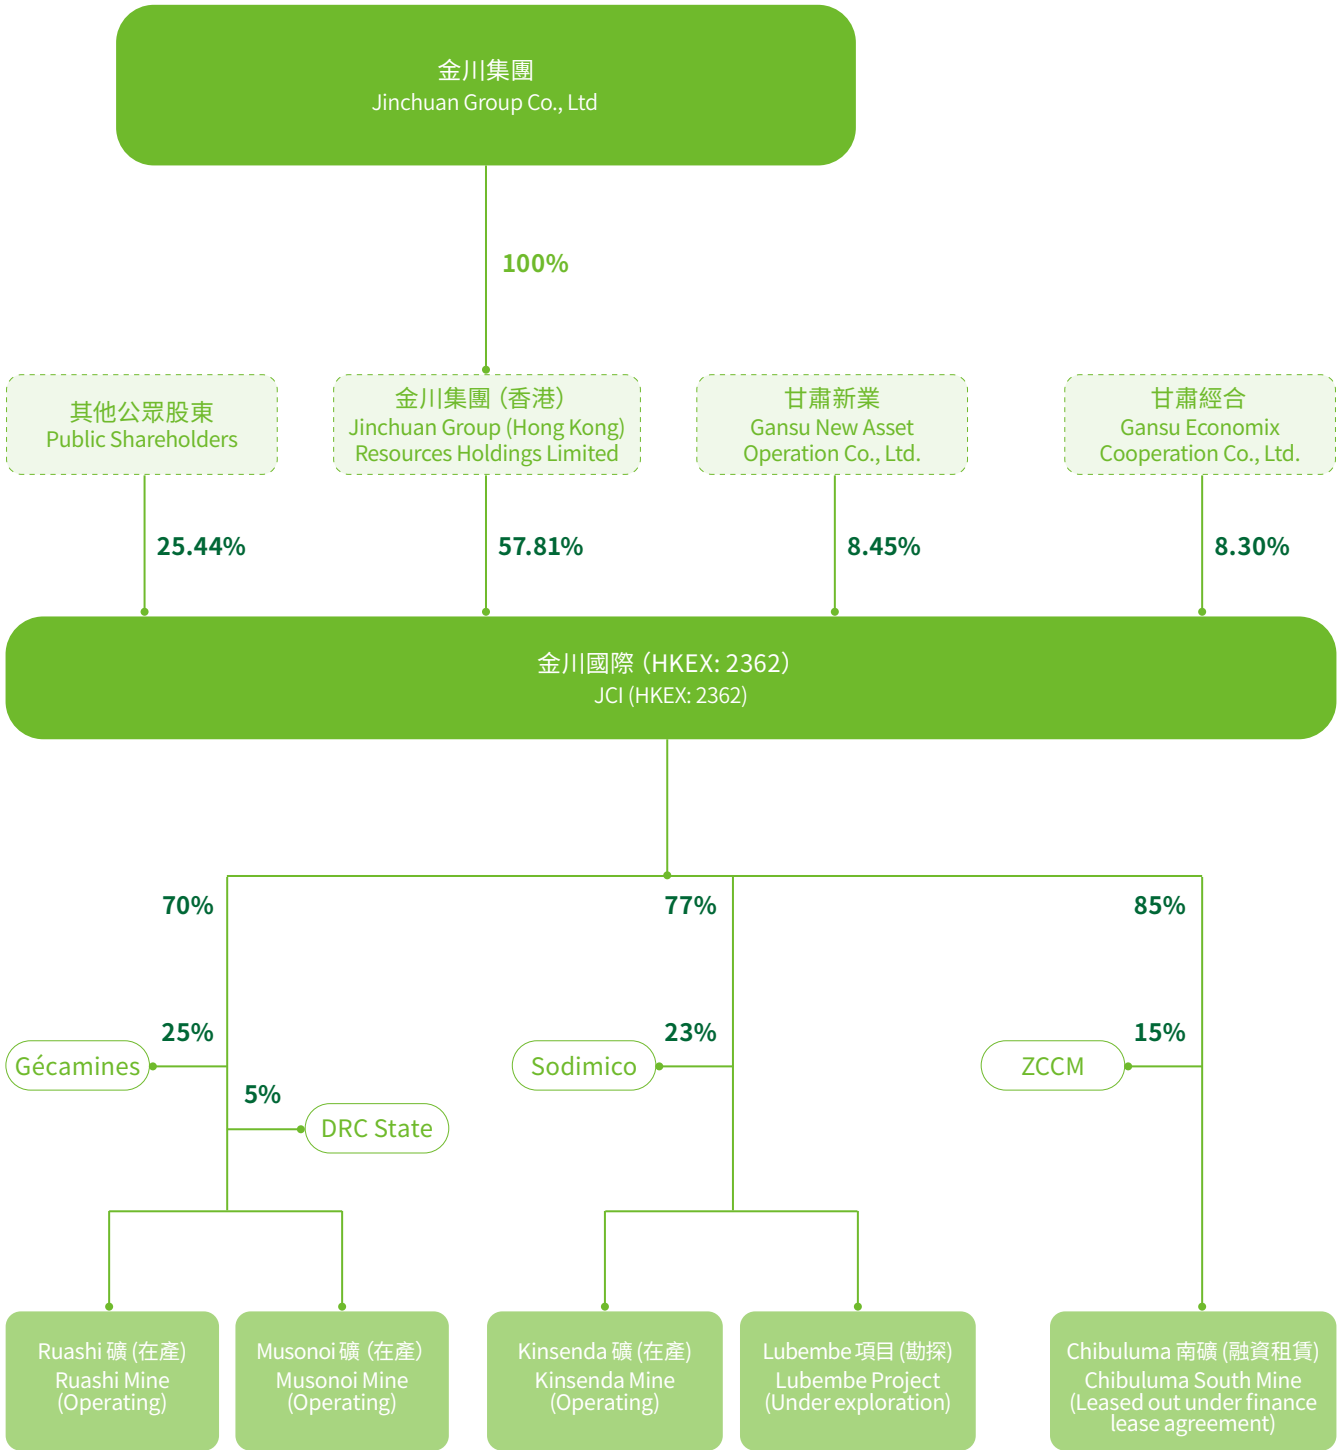 金川集團
Jinchuan Group Co., Ltd
100%
其他公眾股東
Public Shareholders
金川集團（香港）
Jinchuan Group (Hong Kong)
Resources Holdings Limited
甘肅新業
Gansu New Asset
Operation Co., Ltd.
甘肅經合
Gansu Economix
Cooperation Co., Ltd.
25.44%
57.81%
8.45%
8.30%
金川國際（HKEX: 2362）
JCI (HKEX: 2362)
70%
77%
85%
25%
23%
15%
Gécamines
Sodimico
ZCCM
5%
DRC State
Ruashi 礦 (在產)
Ruashi Mine
(Operating)
Musonoi 礦（在產）
Musonoi Mine
(Operating)
Kinsenda 礦 (在產)
Kinsenda Mine
(Operating)
Lubembe 項目 (勘探)
Lubembe Project
(Under exploration)
Chibuluma 南礦 (融資租賃)
Chibuluma South Mine
(Leased out under finance
lease agreement)